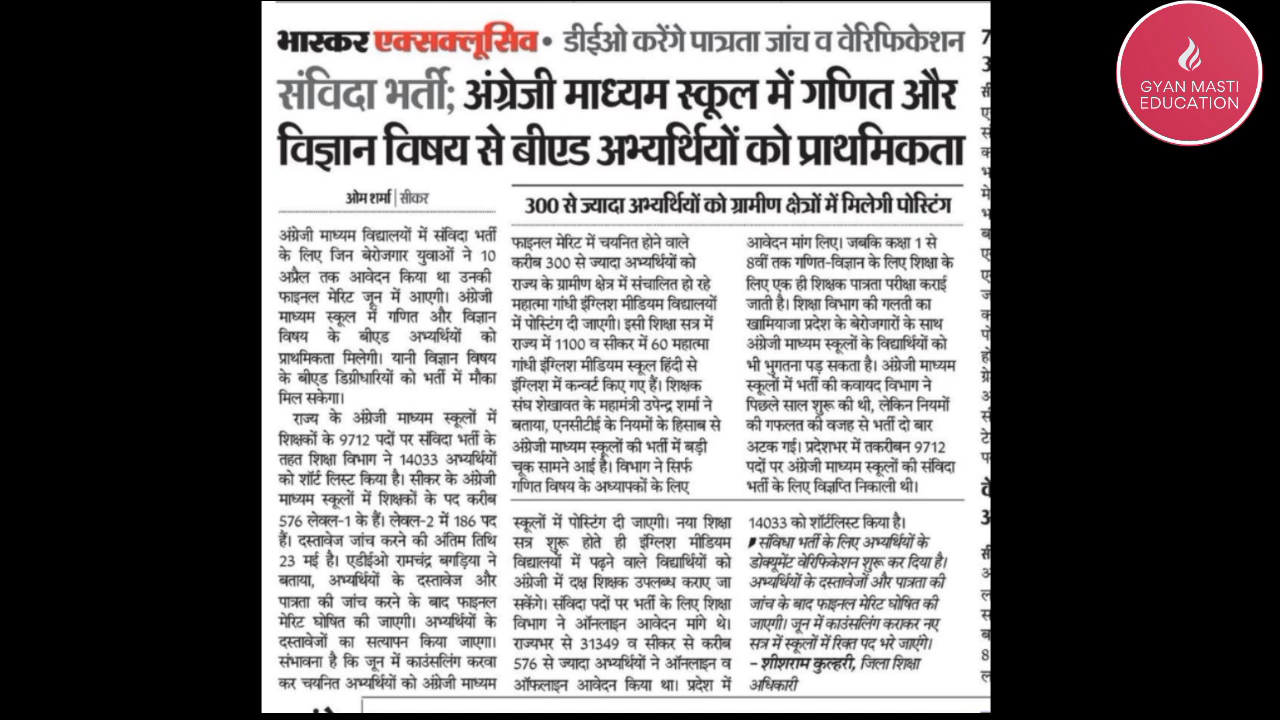 भास्कर एक्सक्लूसिव • डीईओ करेंगे पात्रता जांच व वेरिफिकेशन
संविदा भर्ती; अंग्रेजी माध्यम स्कूल में गणित और
विज्ञान विषय से बीएड अभ्यर्थियों को प्राथमिकता
ओम शर्मा | सीकर
अंग्रेजी माध्यम विद्यालयों में संविदा भर्ती
के लिए जिन बेरोजगार युवाओं ने 10
अप्रैल तक आवेदन किया था उनकी
फाइनल मेरिट जून में आएगी। अंग्रेजी
माध्यम स्कूल में गणित और विज्ञान
विषय के बीएड अभ्यर्थियों को
प्राथमिकता मिलेगी। यानी विज्ञान विषय
के बीएड डिग्रीधारियों को भर्ती में मौका
मिल सकेगा।
राज्य के अंग्रेजी माध्यम स्कूलों में
शिक्षकों के 9712 पदों पर संविदा भर्ती के
तहत शिक्षा विभाग ने 14033 अभ्यर्थियों
को शॉर्ट लिस्ट किया है। सीकर के अंग्रेजी
माध्यम स्कूलों में शिक्षकों के पद करीब
576 लेवल-1 के हैं। लेवल-2 में 186 पद
हैं। दस्तावेज जांच करने की अंतिम तिथि
23 मई है। एडीईओ रामचंद्र बगड़िया ने
बताया, अभ्यर्थियों के दस्तावेज और
पात्रता की जांच करने के बाद फाइनल
मेरिट घोषित की जाएगी। अभ्यर्थियों के
दस्तावेजों का सत्यापन किया जाएगा।
संभावना है कि जून में काउंसलिंग करवा
कर चयनित अभ्यर्थियों को अंग्रेजी माध्यम
300 से ज्यादा अभ्यर्थियों को ग्रामीण क्षेत्रों में मिलेगी पोस्टिंग
फाइनल मेरिट में चयनित होने वाले
करीब 300 से ज्यादा अभ्यर्थियों को
राज्य के ग्रामीण क्षेत्र में संचालित हो रहे
महात्मा गांधी इंग्लिश मीडियम विद्यालयों
में पोस्टिंग दी जाएगी। इसी शिक्षा सत्र में
राज्य में 1100 व सीकर में 60 महात्मा
गांधी इंग्लिश मीडियम स्कूल हिंदी से
इंग्लिश में कन्वर्ट किए गए हैं। शिक्षक
संघ शेखावत के महामंत्री उपेन्द्र शर्मा ने
बताया, एनसीटीई के नियमों के हिसाब से
अंग्रेजी माध्यम स्कूलों की भर्ती में बड़ी
चूक सामने आई है। विभाग ने सिर्फ
गणित विषय के अध्यापकों के लिए
आवेदन मांग लिए। जबकि कक्षा 1 से
8वीं तक गणित-विज्ञान के लिए शिक्षा के
लिए एक ही शिक्षक पात्रता परीक्षा कराई
जाती है। शिक्षा विभाग की गलती का
खामियाजा प्रदेश के बेरोजगारों के साथ
अंग्रेजी माध्यम स्कूलों के विद्यार्थियों को
भी भुगतना पड़ सकता है। अंग्रेजी माध्यम
स्कूलों में भर्ती की कवायद विभाग ने
पिछले साल शुरू की थी, लेकिन नियमों
की गफलत की वजह से भर्ती दो बार
अटक गई। प्रदेशभर में तकरीबन 9712
पदों पर अंग्रेजी माध्यम स्कूलों की संविदा
भर्ती के लिए विज्ञप्ति निकाली थी।
स्कूलों में पोस्टिंग दी जाएगी। नया शिक्षा
सत्र शुरू होते ही इंग्लिश मीडियम
विद्यालयों में पढ़ने वाले विद्यार्थियों को
अंग्रेजी में दक्ष शिक्षक उपलब्ध कराए जा
सकेंगे। संविदा पदों पर भर्ती के लिए शिक्षा
विभाग ने ऑनलाइन आवेदन मांगे थे।
राज्यभर से 31349 व सीकर से करीब
576 से ज्यादा अभ्यर्थियों ने ऑनलाइन व
ऑफलाइन आवेदन किया था। प्रदेश में
14033 को शॉर्टलिस्ट किया है।
संविधा भर्ती के लिए अभ्यर्थियों के
डोक्यूमेंट वेरिफिकेशन शुरू कर दिया है।
अभ्यर्थियों के दस्तावेजों और पात्रता की
जांच के बाद फाइनल मेरिट घोषित की
जाएगी। जून में काउंसलिंग कराकर नए
सत्र में स्कूलों में रिक्त पद भरे जाएंगे।
- शीशराम कुल्हरी, जिला शिक्षा
अधिकारी
GYAN MASTI
EDUCATION